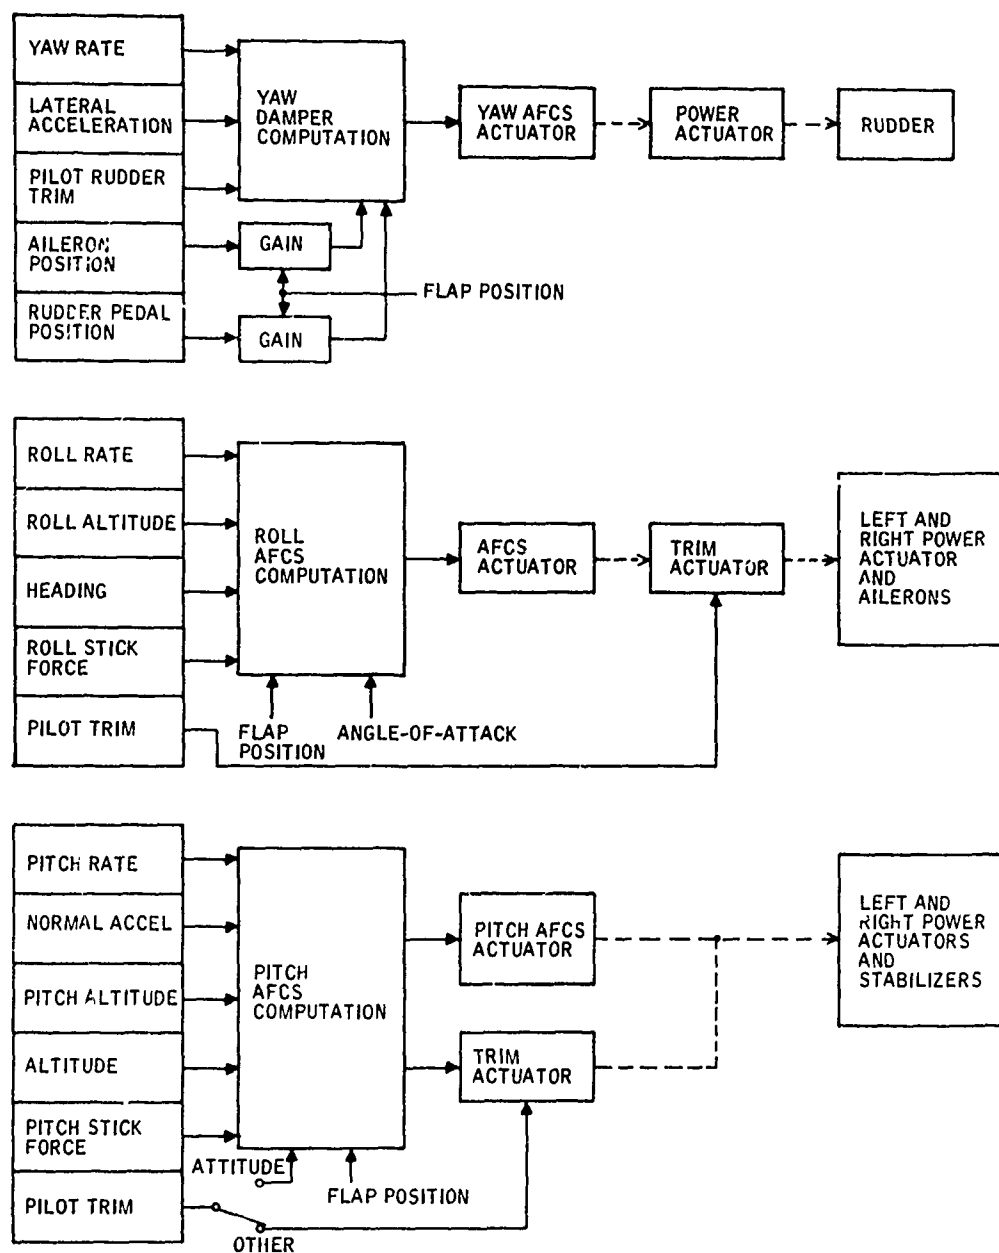 YAW RATE
LATERAL
ACCELERATION
PILOT RUDDER
TRIM
AILERON
POSITION
RUDDER PEDAL
POSITION
YAW
DAMPER
COMPUTATION
GAIN
GAIN
FLAP POSITION
YAW AFCS
ACTUATOR
POWER
ACTUATOR
RUDDER
ROLL RATE
ROLL ALTITUDE
HEADING
ROLL STICK
FORCE
PILOT TRIM
ROLL
AFCS
COMPUTATION
FLAP
POSITION
ANGLE-OF-ATTACK
AFCS
ACTUATOR
TRIM
ACTUATOR
LEFT AND
RIGHT POWER
ACTUATOR
AND
AILERONS
PITCH RATE
NORMAL ACCEL
PITCH ALTITUDE
ALTITUDE
PITCH STICK
FORCE
PILOT TRIM
PITCH
AFCS
COMPUTATION
ATTITUDE
FLAP POSITION
OTHER
PITCH AFCS
ACTUATOR
TRIM
ACTUATOR
LEFT AND
RIGHT POWER
ACTUATORS
AND
STABILIZERS